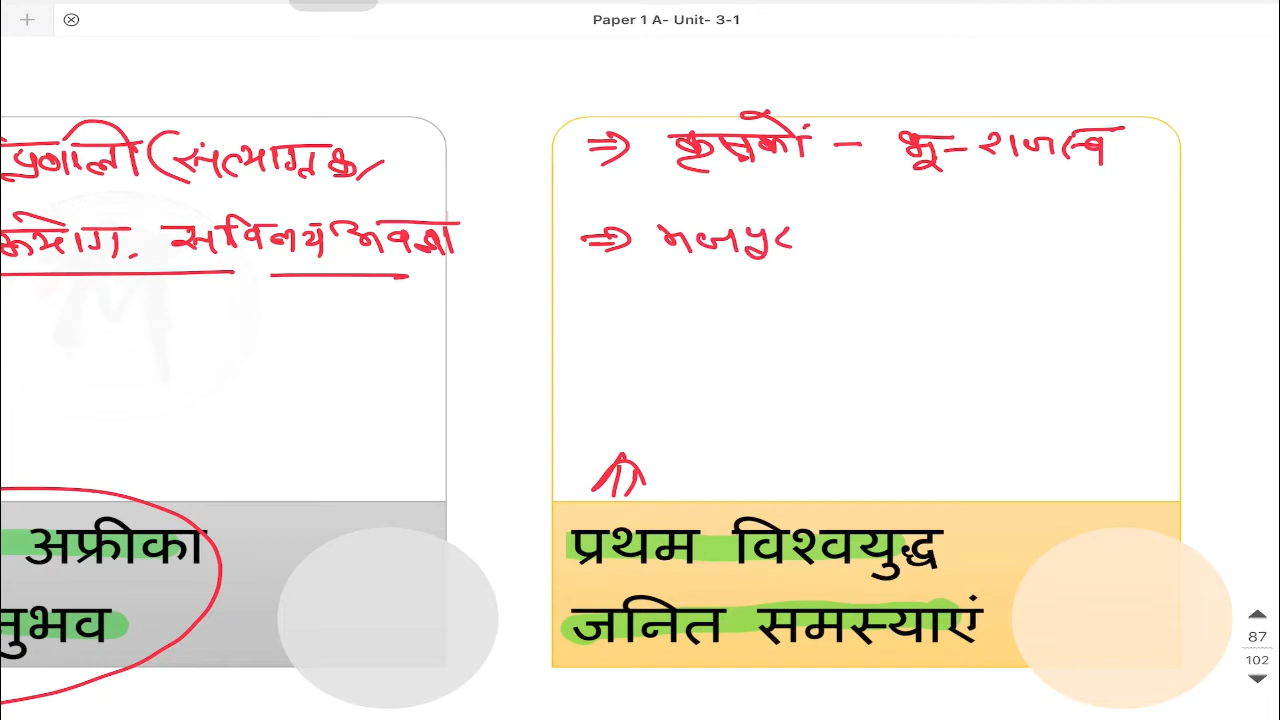 Paper 1 A- Unit- 3-1
प्रणाली (सत्याग्रह,
सविनय अवज्ञा
अफ्रीका
नुभव
⇒ कृषकों - भू-राजस्व
⇒ मजदूर
प्रथम विश्वयुद्ध
जनित समस्याएं
87
102